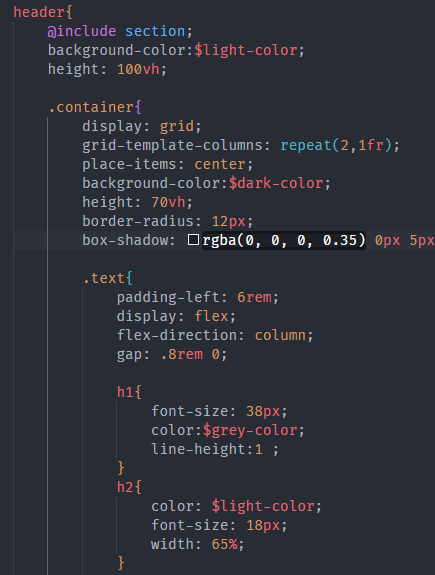 header{
@include section;
background-color:$light-color;
height: 100vh;
.container{
display: grid;
grid-template-columns: repeat(2,1fr);
place-items: center;
background-color:$dark-color;
height: 70vh;
border-radius: 12px;
box-shadow: rgba(0, 0, 0, 0.35) 0px 5px
.text{
padding-left: 6rem;
display: flex;
flex-direction: column;
gap: .8rem 0;
h1{
font-size: 38px;
color:$grey-color;
line-height:1 ;
}
h2{
color: $light-color;
font-size: 18px;
width: 65%;
}